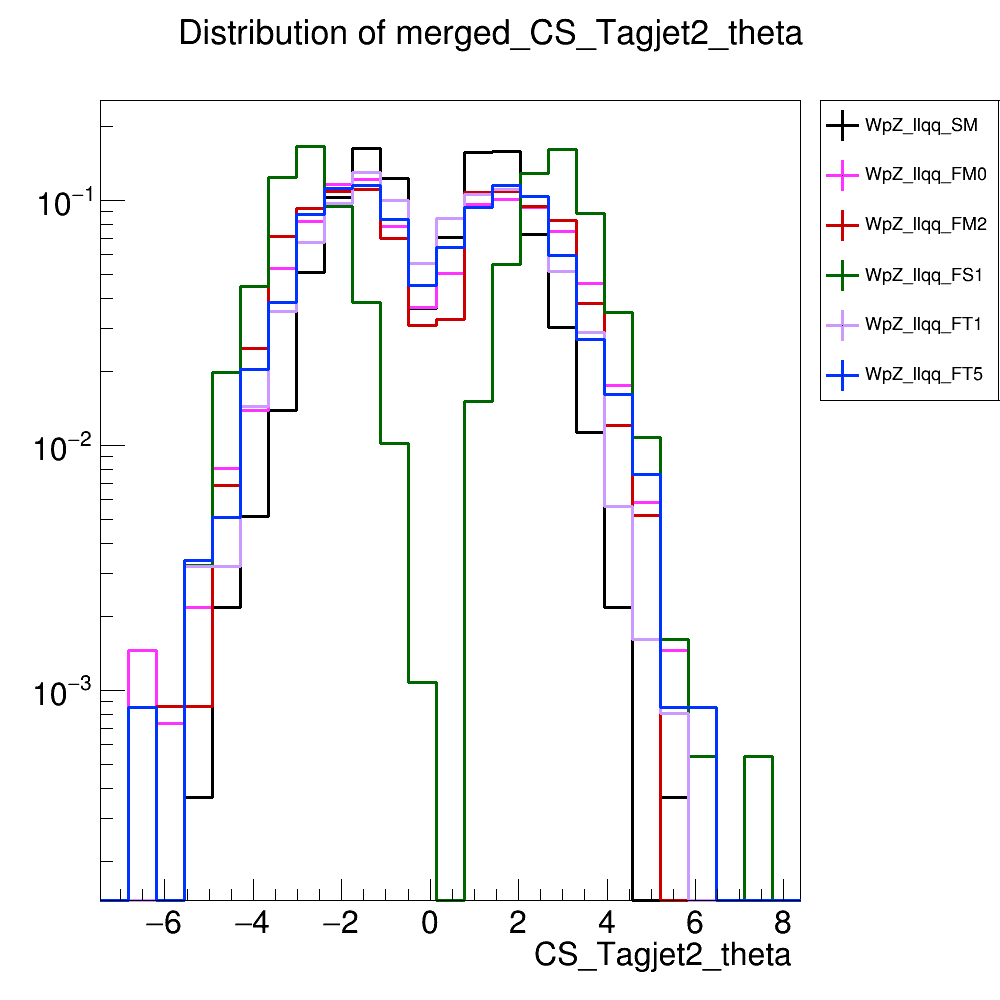 Distribution of merged_CS_Tagjet2_theta
WpZ_llqq_SM
WpZ_llqq_FM0
WpZ_llqq_FM2
WpZ_llqq_FS1
WpZ_llqq_FT1
WpZ_llqq_FT5
10⁻¹
10⁻²
10⁻³
−6 −4 −2 0 2 4 6 8
CS_Tagjet2_theta